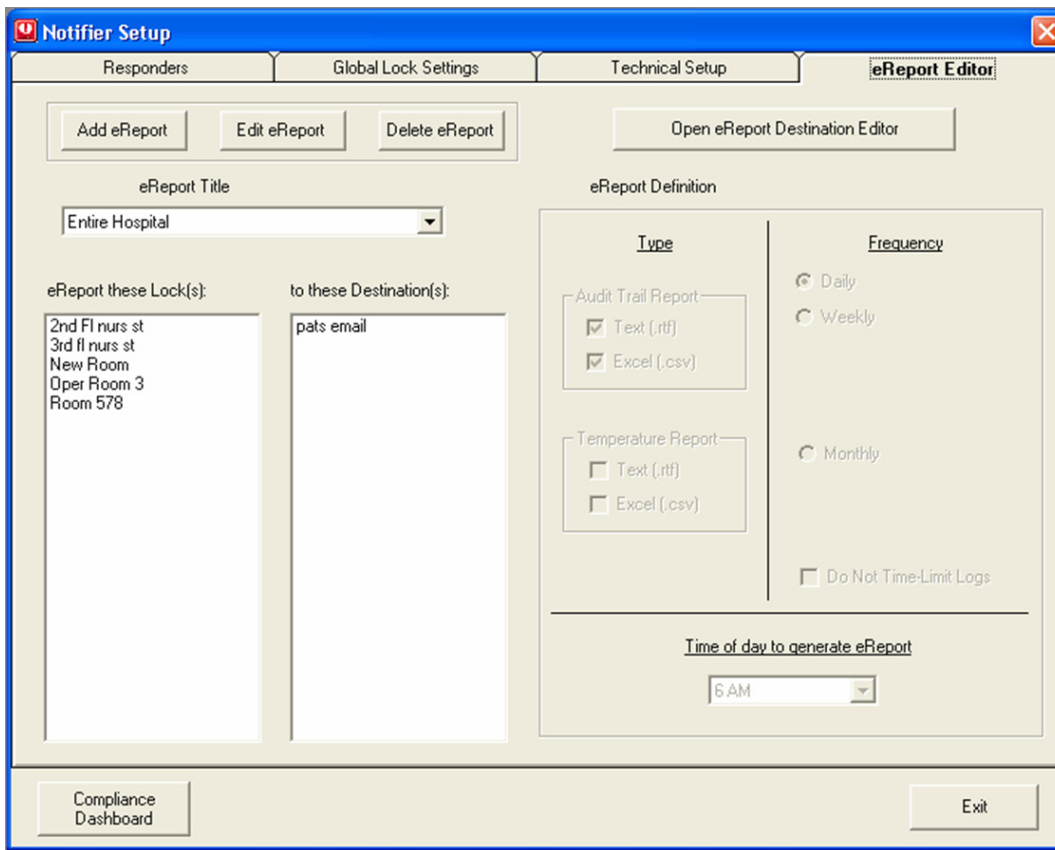 Notifier Setup
Responders
Global Lock Settings
Technical Setup
eReport Editor
Add eReport
Edit eReport
Delete eReport
Open eReport Destination Editor
eReport Title
Entire Hospital
eReport these Lock(s):
2nd Fl nurs st
3rd fl nurs st
New Room
Oper Room 3
Room 578
to these Destination(s):
pats email
eReport Definition
Type
Audit Trail Report
Text (.rtf)
Excel (.csv)
Temperature Report
Text (.rtf)
Excel (.csv)
Frequency
Daily
Weekly
Monthly
Do Not Time-Limit Logs
Time of day to generate eReport
6 AM
Compliance
Dashboard
Exit